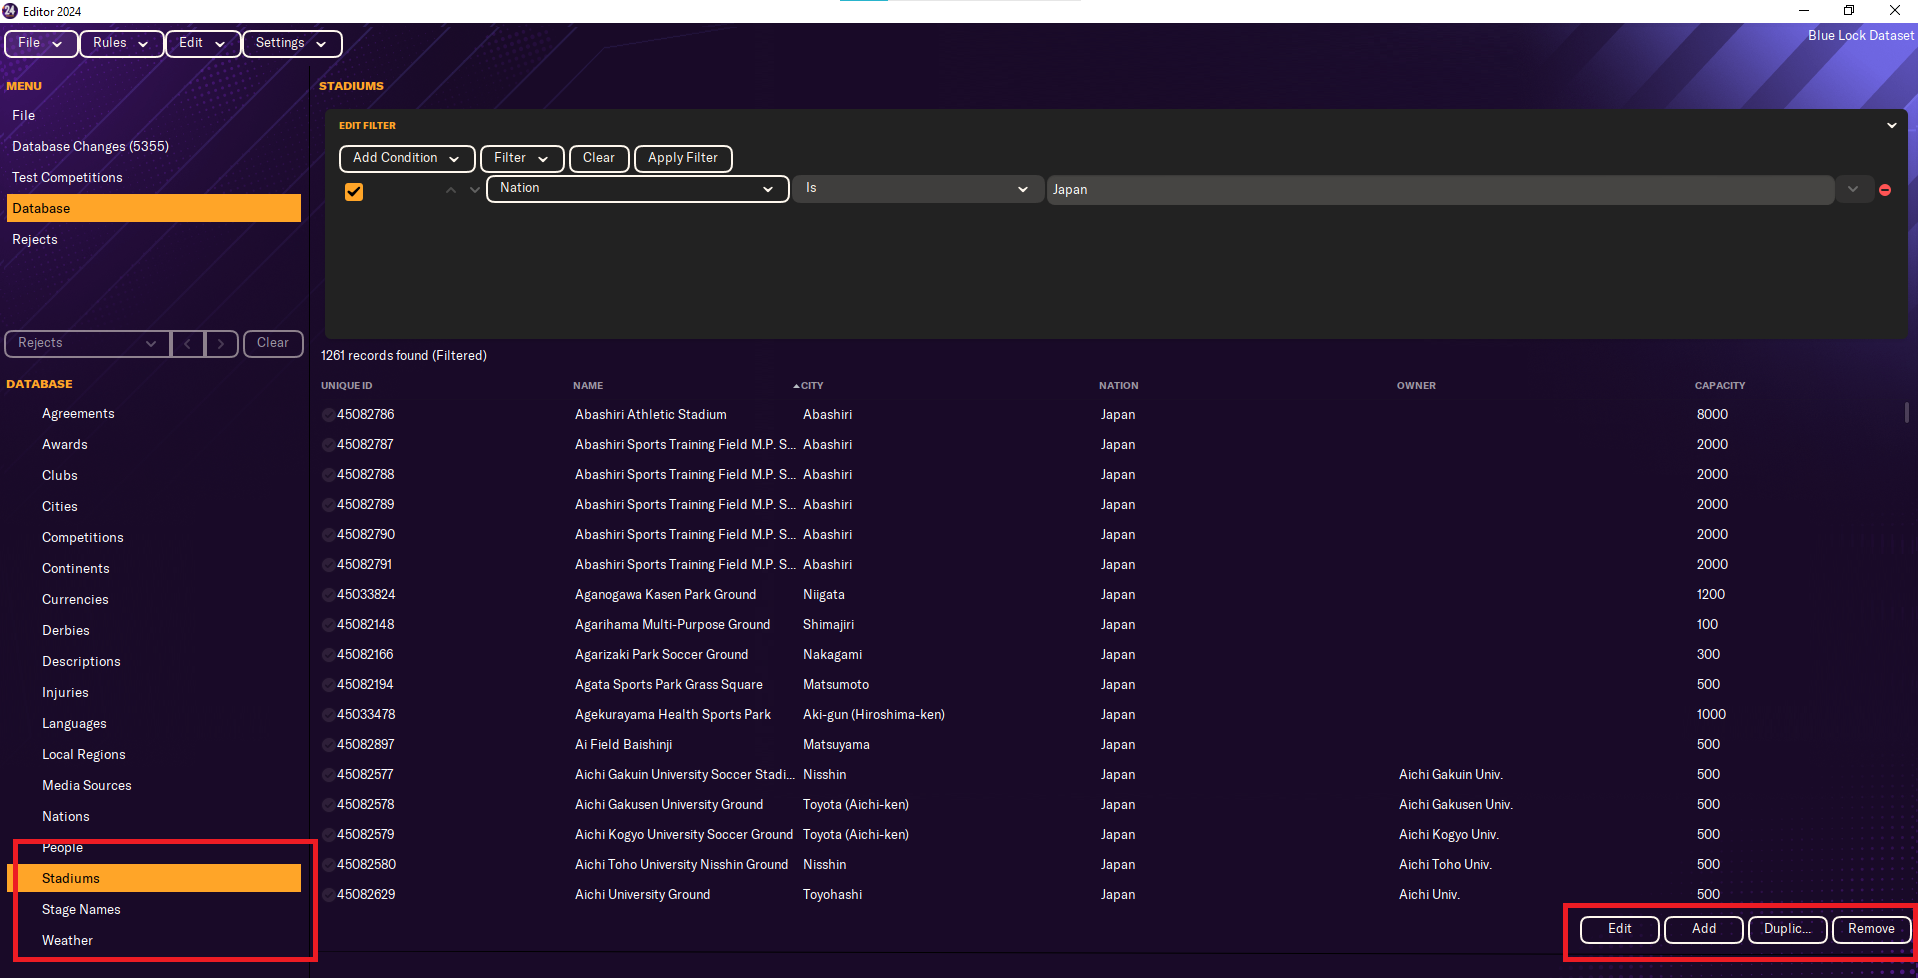 24 Editor 2024
File Rules Edit Settings
Blue Lock Dataset
MENU
File
Database Changes (5355)
Test Competitions
Database
Rejects
Rejects Clear
DATABASE
Agreements
Awards
Clubs
Cities
Competitions
Continents
Currencies
Derbies
Descriptions
Injuries
Languages
Local Regions
Media Sources
Nations
People
Stadiums
Stage Names
Weather
STADIUMS
EDIT FILTER
Add Condition Filter Clear Apply Filter
Nation Is Japan
1261 records found (Filtered)
UNIQUE ID NAME CITY NATION OWNER CAPACITY
45082786 Abashiri Athletic Stadium Abashiri Japan 8000
45082787 Abashiri Sports Training Field M.P. S... Abashiri Japan 2000
45082788 Abashiri Sports Training Field M.P. S... Abashiri Japan 2000
45082789 Abashiri Sports Training Field M.P. S... Abashiri Japan 2000
45082790 Abashiri Sports Training Field M.P. S... Abashiri Japan 2000
45082791 Abashiri Sports Training Field M.P. S... Abashiri Japan 2000
45033824 Aganogawa Kasen Park Ground Niigata Japan 1200
45082148 Agarihama Multi-Purpose Ground Shimajiri Japan 100
45082166 Agarizaki Park Soccer Ground Nakagami Japan 300
45082194 Agata Sports Park Grass Square Matsumoto Japan 500
45033478 Agekurayama Health Sports Park Aki-gun (Hiroshima-ken) Japan 1000
45082897 Ai Field Baishinji Matsuyama Japan 500
45082577 Aichi Gakuin University Soccer Stadi... Nisshin Japan Aichi Gakuin Univ. 500
45082578 Aichi Gakusen University Ground Toyota (Aichi-ken) Japan Aichi Gakusen Univ. 500
45082579 Aichi Kogyo University Soccer Ground Toyota (Aichi-ken) Japan Aichi Kogyo Univ. 500
45082580 Aichi Toho University Nisshin Ground Nisshin Japan Aichi Toho Univ. 500
45082629 Aichi University Ground Toyohashi Japan Aichi Univ. 500
Edit Add Duplic... Remove